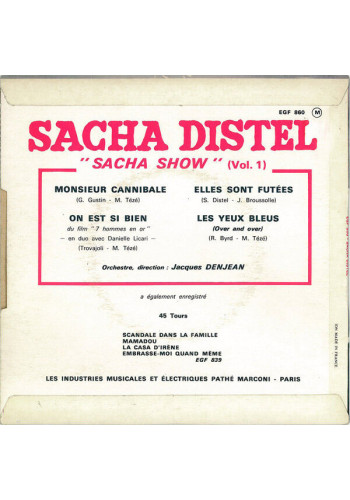 EGF 860 M
SACHA DISTEL
" SACHA SHOW " (Vol. 1)
MONSIEUR CANNIBALE
(G. Gustin - M. Tézé)
ON EST SI BIEN
du film "7 hommes en or"
— en duo avec Danielle Licari —
(Trovajoli - M. Tézé)
ELLES SONT FUTÉES
(S. Distel - J. Broussolle)
LES YEUX BLEUS
(Over and over)
(R. Byrd - M. Tézé)
Orchestre, direction : Jacques DENJEAN
a également enregistré
45 Tours
SCANDALE DANS LA FAMILLE
MAMADOU
LA CASA D'IRÈNE
EMBRASSE-MOI QUAND MÊME
EGF 839
LES INDUSTRIES MUSICALES ET ÉLECTRIQUES PATHÉ MARCONI - PARIS
MADE IN FRANCE